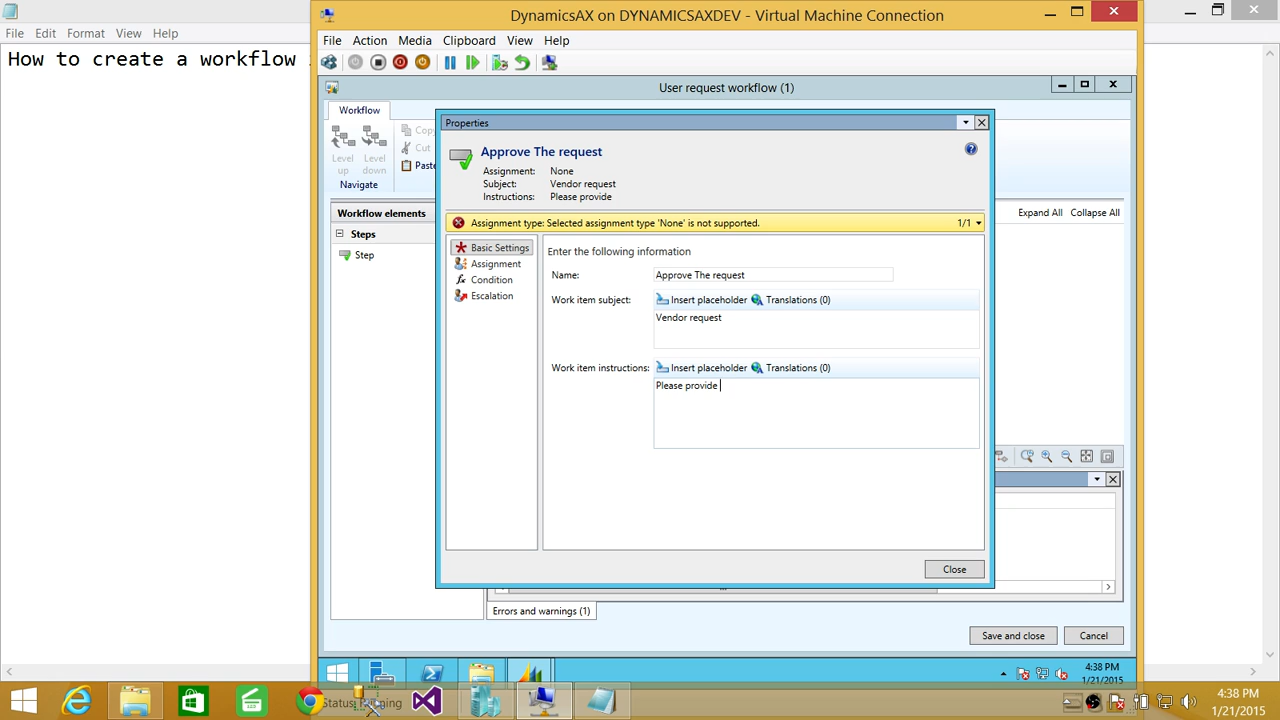 DynamicsAX on DYNAMICSAXDEV - Virtual Machine Connection
File Edit Format View Help
How to create a workflow
File Action Media Clipboard View Help
User request workflow (1)
Workflow
Level up
Level down
Copy
Cut
Paste
Navigate
Properties
Approve The request
Assignment: None
Subject: Vendor request
Instructions: Please provide
Workflow elements
Expand All Collapse All
Assignment type: Selected assignment type 'None' is not supported. 1/1
Steps
Step
Basic Settings
Assignment
Condition
Escalation
Enter the following information
Name: Approve The request
Work item subject: Insert placeholder Translations (0)
Vendor request
Work item instructions: Insert placeholder Translations (0)
Please provide
Close
Errors and warnings (1)
Save and close Cancel
4:38 PM
1/21/2015
Status: Running
4:38 PM
1/21/2015